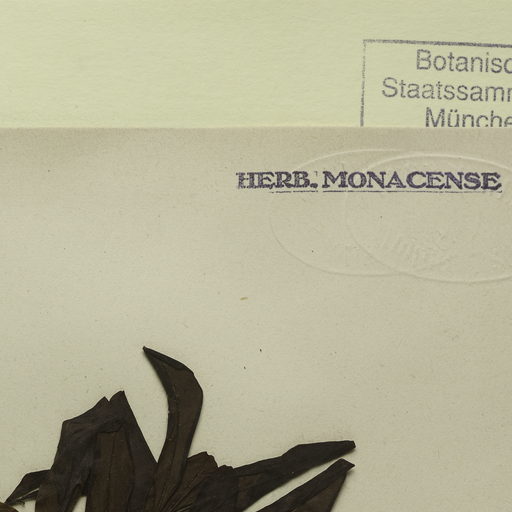 Botanisc
Staatssamm
Münche
HERB. MONACENSE